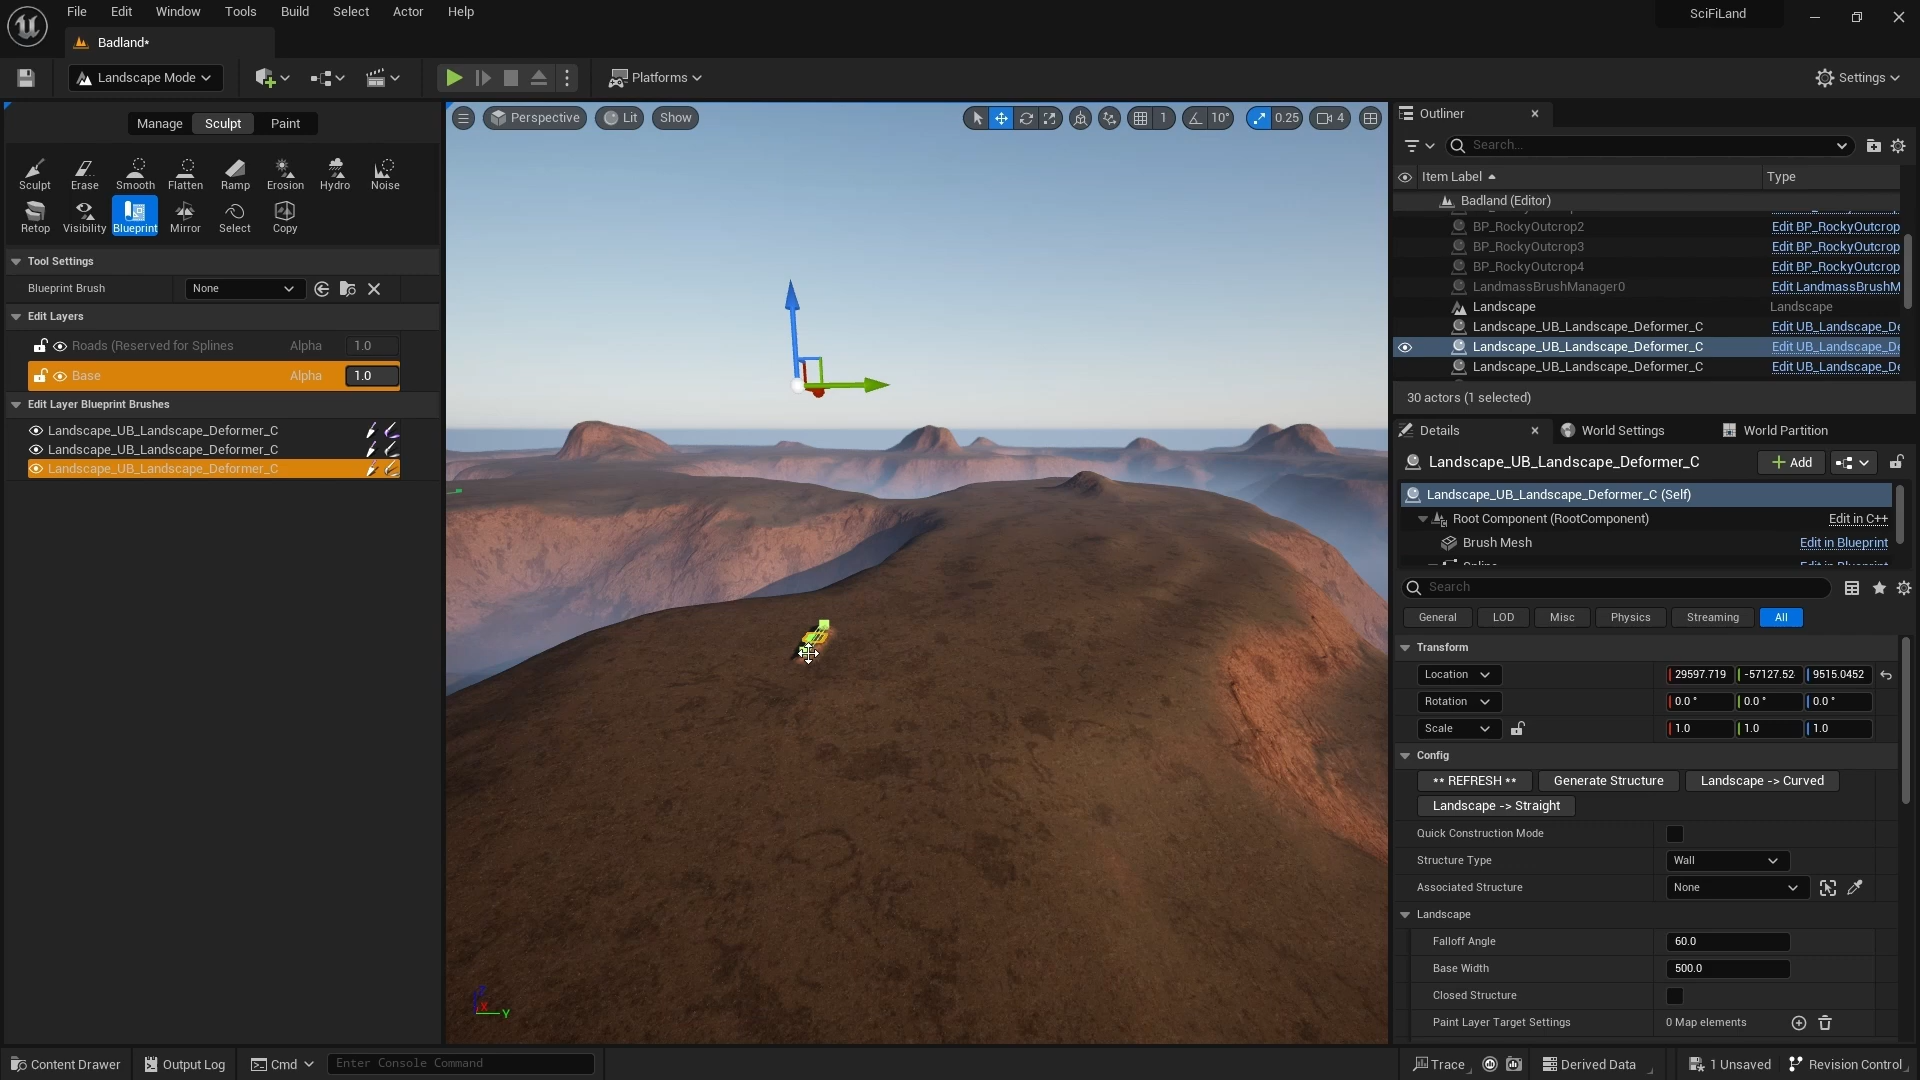 File Edit Window Tools Build Select Actor Help
SciFiLand
Badland*
Landscape Mode
Platforms
Settings
Manage Sculpt Paint
Sculpt Erase Smooth Flatten Ramp Erosion Hydro Noise
Retop Visibility Blueprint Mirror Select Copy
Tool Settings
Blueprint Brush None
Edit Layers
Roads (Reserved for Splines Alpha 1.0
Base Alpha 1.0
Edit Layer Blueprint Brushes
Landscape_UB_Landscape_Deformer_C
Landscape_UB_Landscape_Deformer_C
Landscape_UB_Landscape_Deformer_C
Perspective Lit Show
1 10° 0.25 4
X Y
Outliner
Search...
Item Label Type
Badland (Editor)
BP_RockyOutcrop2 Edit BP_RockyOutcrop
BP_RockyOutcrop3 Edit BP_RockyOutcrop
BP_RockyOutcrop4 Edit BP_RockyOutcrop
LandmassBrushManager0 Edit LandmassBrushM
Landscape Landscape
Landscape_UB_Landscape_Deformer_C Edit UB_Landscape_De
Landscape_UB_Landscape_Deformer_C Edit UB_Landscape_De
Landscape_UB_Landscape_Deformer_C Edit UB_Landscape_De
30 actors (1 selected)
Details World Settings World Partition
Landscape_UB_Landscape_Deformer_C
Add
Landscape_UB_Landscape_Deformer_C (Self)
Root Component (RootComponent) Edit in C++
Brush Mesh Edit in Blueprint
Search
General LOD Misc Physics Streaming All
Transform
Location 29597.719 -57127.52 9515.0452
Rotation 0.0 ° 0.0 ° 0.0 °
Scale 1.0 1.0 1.0
Config
** REFRESH ** Generate Structure Landscape -> Curved
Landscape -> Straight
Quick Construction Mode
Structure Type Wall
Associated Structure None
Landscape
Falloff Angle 60.0
Base Width 500.0
Closed Structure
Paint Layer Target Settings 0 Map elements
Content Drawer Output Log Cmd Enter Console Command
Trace Derived Data 1 Unsaved Revision Control